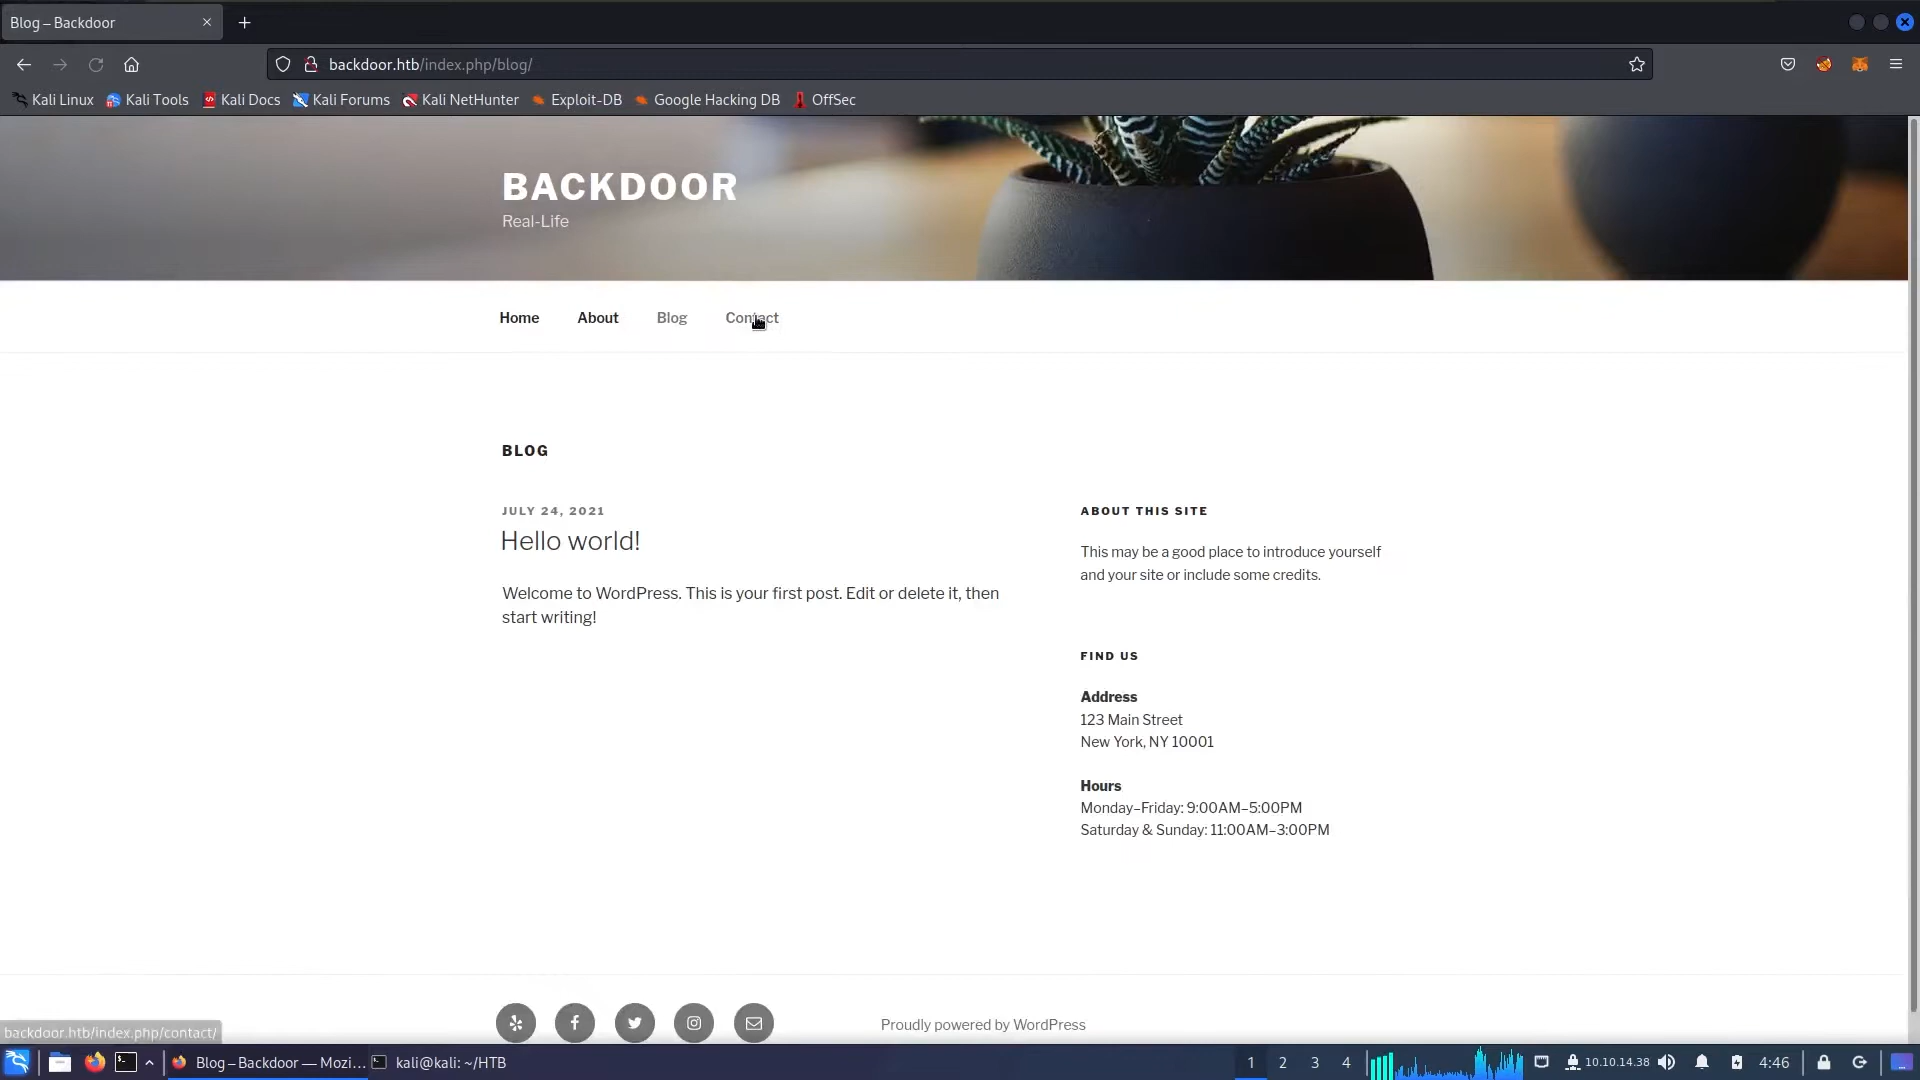 Blog – Backdoor
backdoor.htb/index.php/blog/
Kali Linux Kali Tools Kali Docs Kali Forums Kali NetHunter Exploit-DB Google Hacking DB OffSec
BACKDOOR
Real-Life
Home About Blog Contact
BLOG
JULY 24, 2021
Hello world!
Welcome to WordPress. This is your first post. Edit or delete it, then
start writing!
ABOUT THIS SITE
This may be a good place to introduce yourself
and your site or include some credits.
FIND US
Address
123 Main Street
New York, NY 10001
Hours
Monday–Friday: 9:00AM–5:00PM
Saturday & Sunday: 11:00AM–3:00PM
Proudly powered by WordPress
backdoor.htb/index.php/contact/
Blog – Backdoor — Mozi... kali@kali: ~/HTB 1 2 3 4 10.10.14.38 4:46